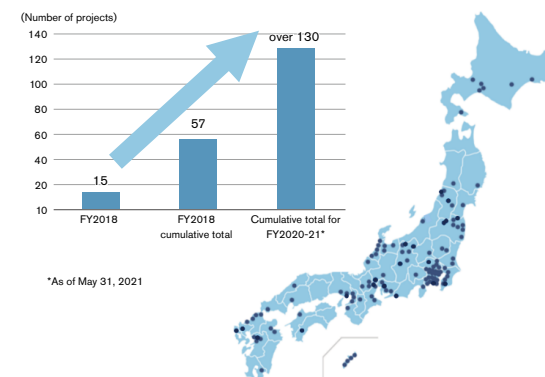 (Number of projects)
140
120
100
80
60
40
20
10
over 130
57
15
FY2018
FY2018
cumulative total
Cumulative total for
FY2020-21*
*As of May 31, 2021